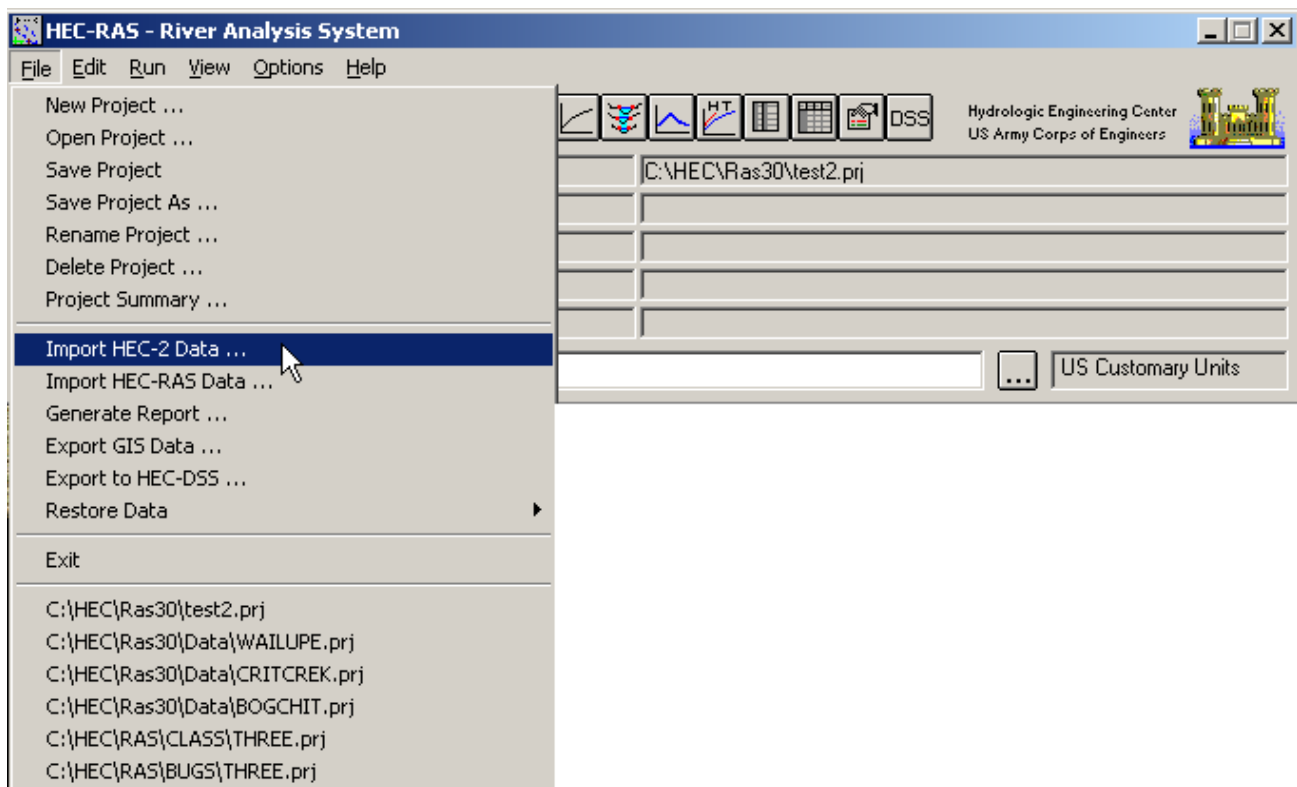 HEC-RAS - River Analysis System
File Edit Run View Options Help
New Project ...
Open Project ...
Save Project
Save Project As ...
Rename Project ...
Delete Project ...
Project Summary ...
Import HEC-2 Data ...
Import HEC-RAS Data ...
Generate Report ...
Export GIS Data ...
Export to HEC-DSS ...
Restore Data
Exit
C:\HEC\Ras30\test2.prj
C:\HEC\Ras30\Data\WAILUPE.prj
C:\HEC\Ras30\Data\CRITCREK.prj
C:\HEC\Ras30\Data\BOGCHIT.prj
C:\HEC\RAS\CLASS\THREE.prj
C:\HEC\RAS\BUGS\THREE.prj
HT
DSS
Hydrologic Engineering Center
US Army Corps of Engineers
C:\HEC\Ras30\test2.prj
...
US Customary Units